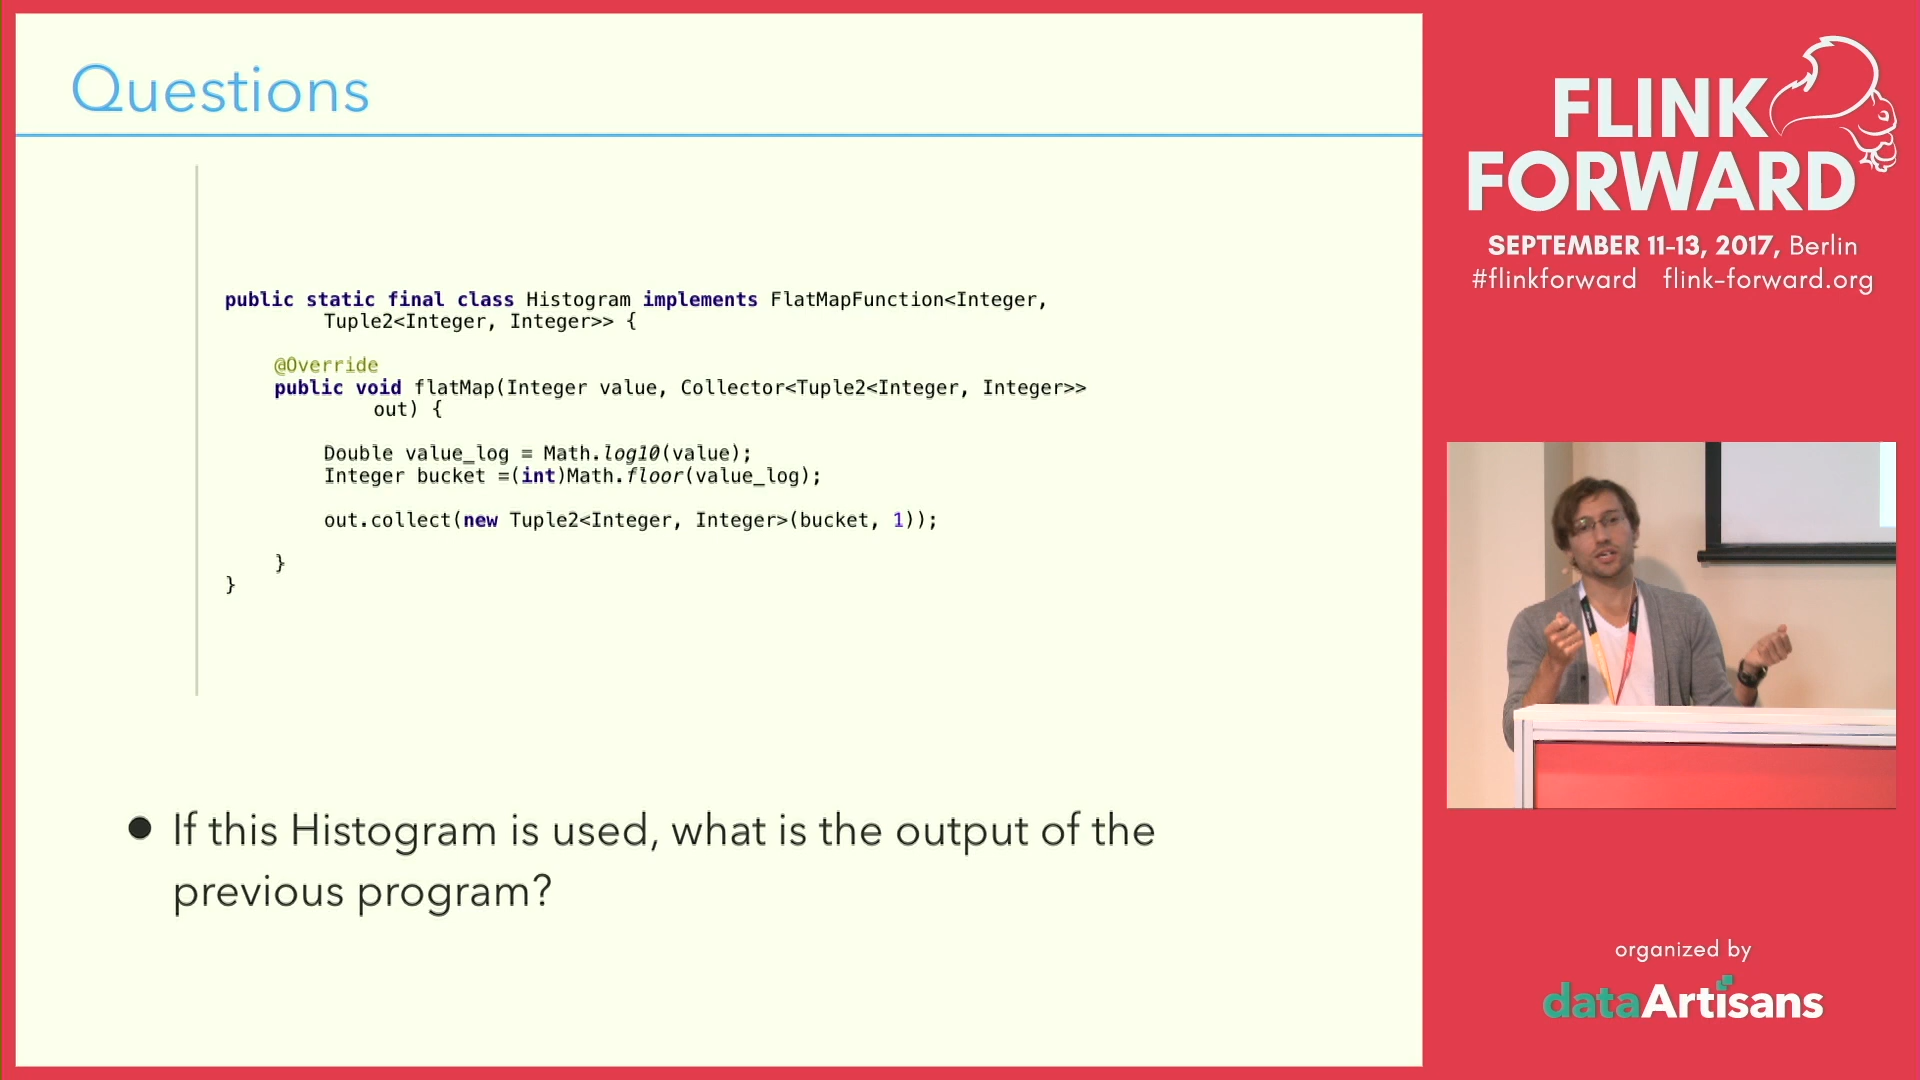 Questions
public static final class Histogram implements FlatMapFunction<Integer,
Tuple2<Integer, Integer>> {
@Override
public void flatMap(Integer value, Collector<Tuple2<Integer, Integer>>
out) {
Double value_log = Math.log10(value);
Integer bucket =(int)Math.floor(value_log);
out.collect(new Tuple2<Integer, Integer>(bucket, 1));
}
}
● If this Histogram is used, what is the output of the
previous program?
FLINK
FORWARD
SEPTEMBER 11-13, 2017, Berlin
#flinkforward flink-forward.org
organized by
dataArtisans